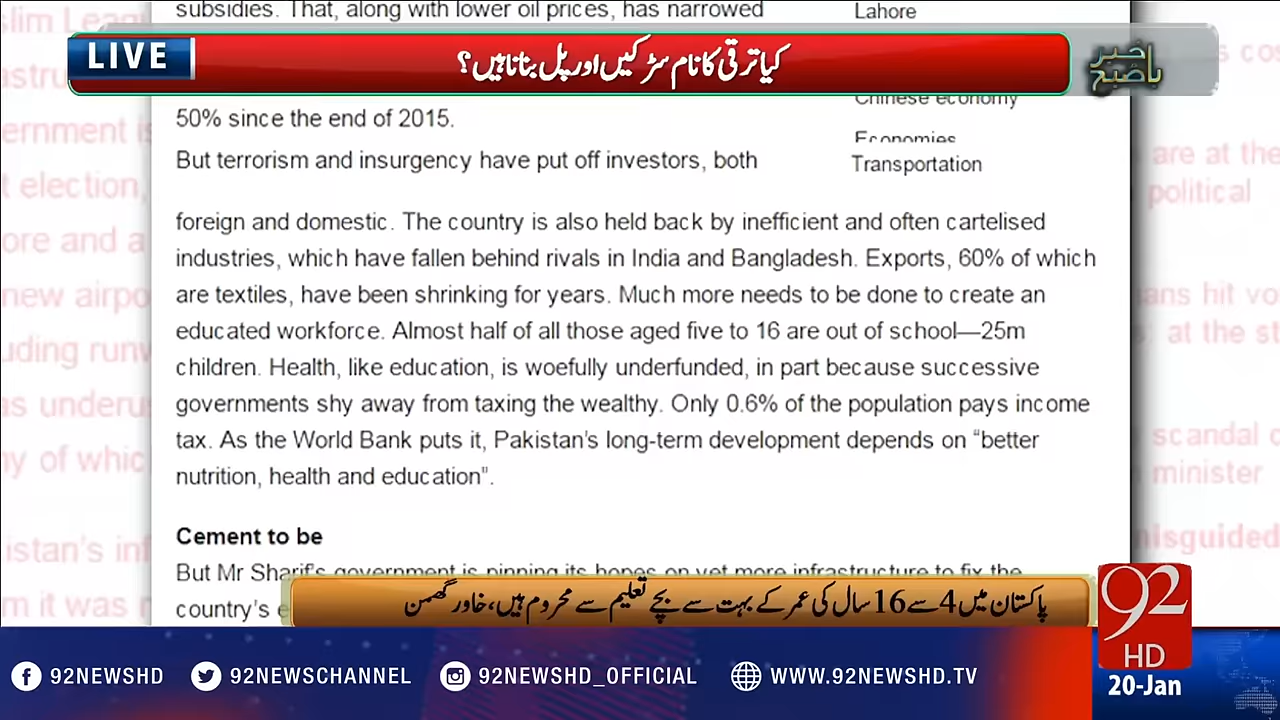 subsidies. That, along with lower oil prices, has narrowed
Lahore
LIVE
کیا ترقی کا نام سڑکیں اور پل بنانا ہیں؟
باخبر صبح
Chinese economy
50% since the end of 2015.
Economies
But terrorism and insurgency have put off investors, both
Transportation
foreign and domestic. The country is also held back by inefficient and often cartelised
industries, which have fallen behind rivals in India and Bangladesh. Exports, 60% of which
are textiles, have been shrinking for years. Much more needs to be done to create an
educated workforce. Almost half of all those aged five to 16 are out of school—25m
children. Health, like education, is woefully underfunded, in part because successive
governments shy away from taxing the wealthy. Only 0.6% of the population pays income
tax. As the World Bank puts it, Pakistan's long-term development depends on “better
nutrition, health and education”.
Cement to be
But Mr Sharif's government is pinning its hopes on yet more infrastructure to fix the
country's e
پاکستان میں 4 سے 16 سال کی عمر کے بہت سے بچے تعلیم سے محروم ہیں، خاور گھمن
92
HD
92NEWSHD
92NEWSCHANNEL
92NEWSHD_OFFICIAL
WWW.92NEWSHD.TV
20-Jan